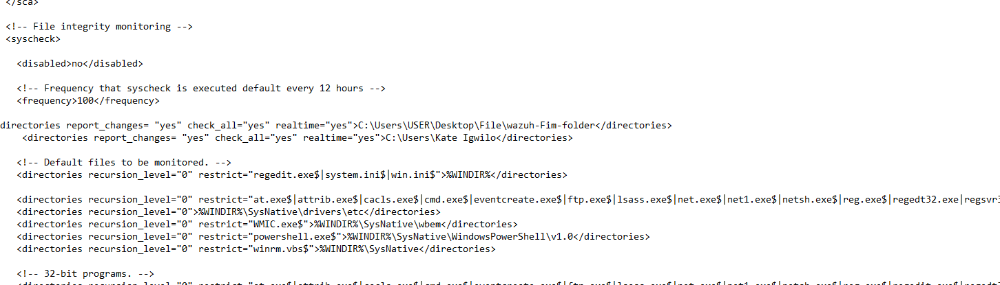 </sca>
<!-- File integrity monitoring -->
<syscheck>
<disabled>no</disabled>
<!-- Frequency that syscheck is executed default every 12 hours -->
<frequency>100</frequency>
directories report_changes= "yes" check_all="yes" realtime="yes">C:\Users\USER\Desktop\File\wazuh-Fim-folder</directories>
<directories report_changes= "yes" check_all="yes" realtime="yes">C:\Users\Kate Igwilo</directories>
<!-- Default files to be monitored. -->
<directories recursion_level="0" restrict="regedit.exe$|system.ini$|win.ini$">%WINDIR%</directories>
<directories recursion_level="0" restrict="at.exe$|attrib.exe$|cacls.exe$|cmd.exe$|eventcreate.exe$|ftp.exe$|lsass.exe$|net.exe$|net1.exe$|netsh.exe$|reg.exe$|regedt32.exe|regsvr3
<directories recursion_level="0">%WINDIR%\SysNative\drivers\etc</directories>
<directories recursion_level="0" restrict="WMIC.exe$">%WINDIR%\SysNative\wbem</directories>
<directories recursion_level="0" restrict="powershell.exe$">%WINDIR%\SysNative\WindowsPowerShell\v1.0</directories>
<directories recursion_level="0" restrict="winrm.vbs$">%WINDIR%\SysNative</directories>
<!-- 32-bit programs. -->